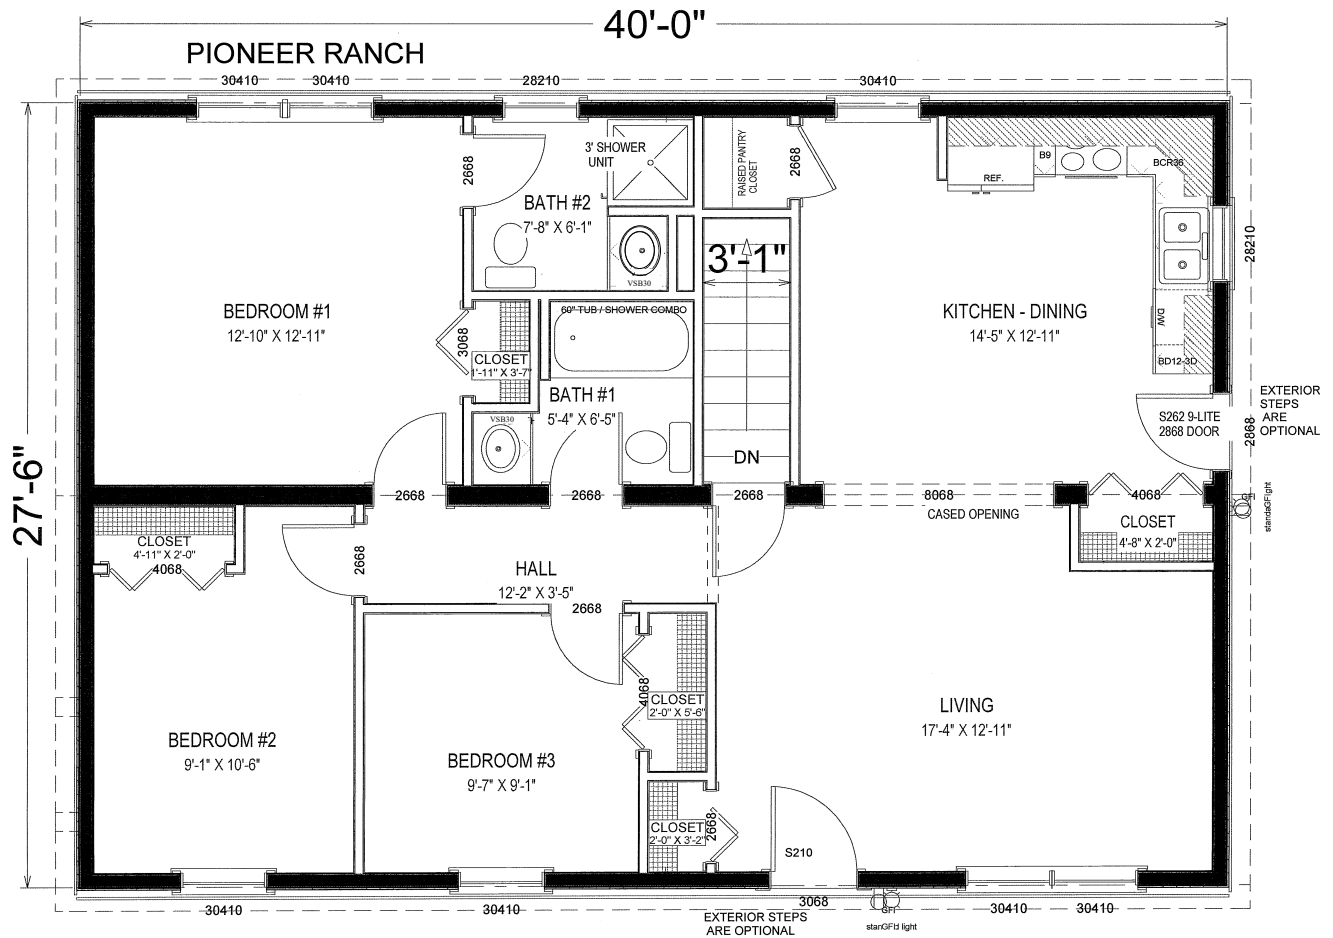 40'-0"
PIONEER RANCH
30410
30410
28210
30410
2668
3' SHOWER
UNIT
BATH #2
7'-8" X 6'-1"
VSB30
RAISED PANTRY
CLOSET
2668
REF.
B9
BCR36
28210
3'-1"
BEDROOM #1
12'-10" X 12'-11"
3068
CLOSET
1'-11" X 3'-7"
60" TUB / SHOWER COMBO
BATH #1
5'-4" X 6'-5"
VSB30
KITCHEN - DINING
14'-5" X 12'-11"
D/W
BD12-3D
S262 9-LITE
2868 DOOR
2868
EXTERIOR
STEPS
ARE
OPTIONAL
DN
27'-6"
2668
2668
2668
8068
CASED OPENING
4068
CLOSET
4'-8" X 2'-0"
GFI
standaGFIight
CLOSET
4'-11" X 2'-0"
4068
2668
HALL
12'-2" X 3'-5"
2668
4068
CLOSET
2'-0" X 5'-6"
LIVING
17'-4" X 12'-11"
BEDROOM #2
9'-1" X 10'-6"
BEDROOM #3
9'-7" X 9'-1"
CLOSET
2'-0" X 3'-2"
2668
S210
30410
30410
3068
GFI
stanGFId light
30410
30410
EXTERIOR STEPS
ARE OPTIONAL